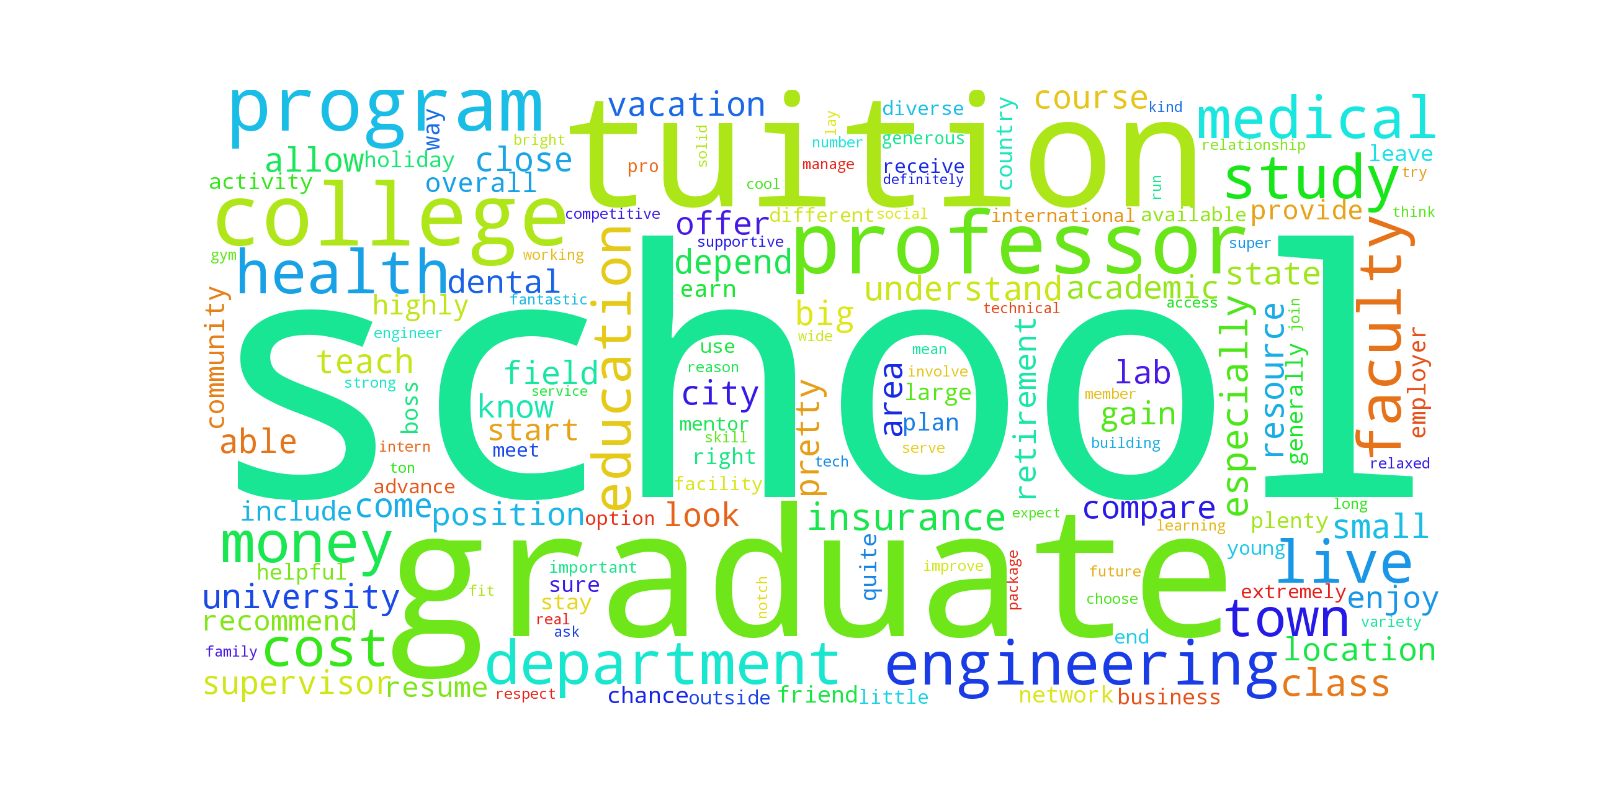 program
way
vacation
tuition
diverse
country
course
kind
medical
bright
solid
lay
number
generous
relationship
allow
holiday
close
pro
manage
receive
leave
activity
overall
cool
definitely
run
study
try
college
competitive
offer
different
social
international
available
provide
think
gym
health
working
education
supportive
professor
super
faculty
dental
depend
state
community
highly
fantastic
earn
understand
academic
especially
resource
join
engineer
big
technical
access
generally
school
wide
retirement
employer
teach
field
use
mean
lab
strong
service
reason
area
involve
boss
know
city
pretty
large
member
gain
start
mentor
plan
able
intern
meet
skill
serve
building
right
tech
relaxed
ton
advance
facility
include
come
position
option
look
insurance
expect
compare
long
learning
plenty
small
money
graduate
quite
young
live
helpful
important
improve
package
future
university
sure
fit
stay
notch
choose
extremely
enjoy
recommend
real
ask
town
variety
cost
end
family
department
engineering
location
supervisor
resume
respect
chance
outside
friend
little
network
business
class